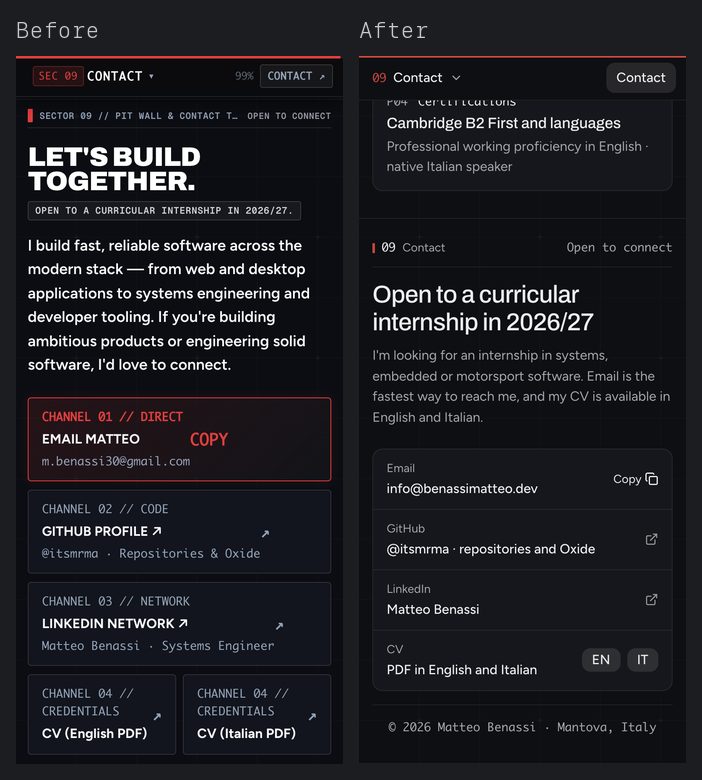 Before
SEC 09 CONTACT ▾ 99% CONTACT ↗
SECTOR 09 // PIT WALL & CONTACT T… OPEN TO CONNECT
LET'S BUILD
TOGETHER.
OPEN TO A CURRICULAR INTERNSHIP IN 2026/27.
I build fast, reliable software across the
modern stack — from web and desktop
applications to systems engineering and
developer tooling. If you're building
ambitious products or engineering solid
software, I'd love to connect.
CHANNEL 01 // DIRECT
EMAIL MATTEO
COPY
m.benassi30@gmail.com
CHANNEL 02 // CODE
GITHUB PROFILE ↗ ↗
@itsmrma · Repositories & Oxide
CHANNEL 03 // NETWORK
LINKEDIN NETWORK ↗ ↗
Matteo Benassi · Systems Engineer
CHANNEL 04 //
CREDENTIALS ↗
CV (English PDF)
CHANNEL 04 //
CREDENTIALS ↗
CV (Italian PDF)
After
09 Contact Contact
P04 Certifications
Cambridge B2 First and languages
Professional working proficiency in English ·
native Italian speaker
09 Contact Open to connect
Open to a curricular
internship in 2026/27
I'm looking for an internship in systems,
embedded or motorsport software. Email is the
fastest way to reach me, and my CV is available in
English and Italian.
Email
info@benassimatteo.dev
Copy
GitHub
@itsmrma · repositories and Oxide
LinkedIn
Matteo Benassi
CV
PDF in English and Italian
EN IT
© 2026 Matteo Benassi · Mantova, Italy